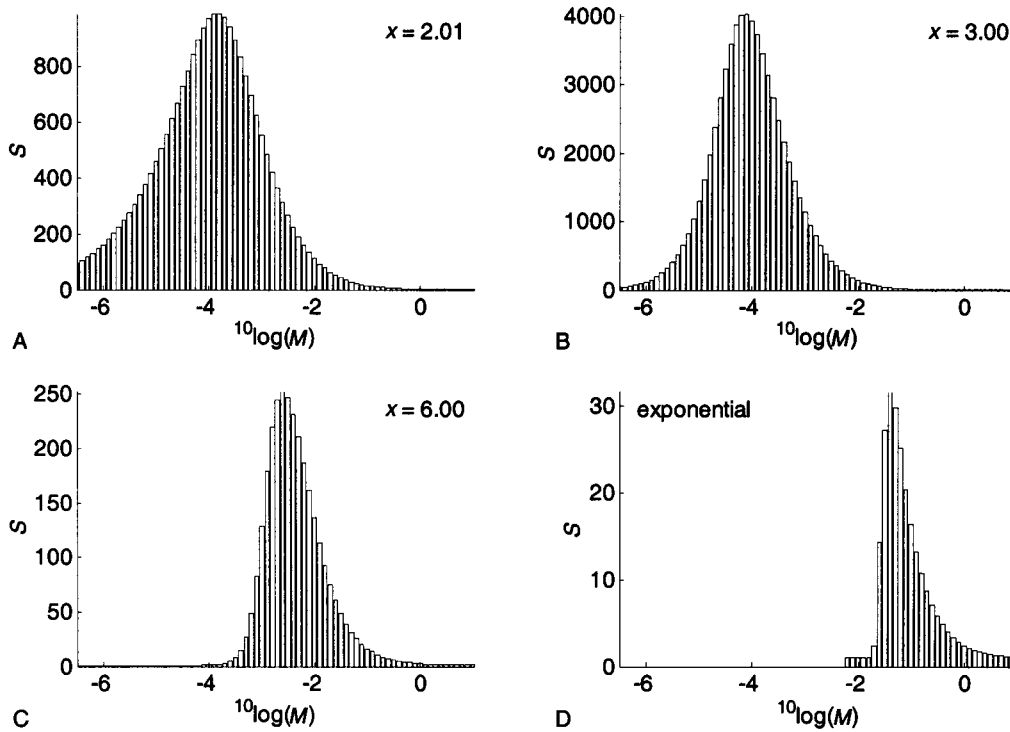 x = 2.01
800
600
400
200
0
S
-6
-4
-2
0
¹⁰log(M)
A
x = 3.00
4000
3000
2000
1000
0
S
-6
-4
-2
0
¹⁰log(M)
B
x = 6.00
250
200
150
100
50
0
S
-6
-4
-2
0
¹⁰log(M)
C
exponential
30
20
10
0
S
-6
-4
-2
0
¹⁰log(M)
D